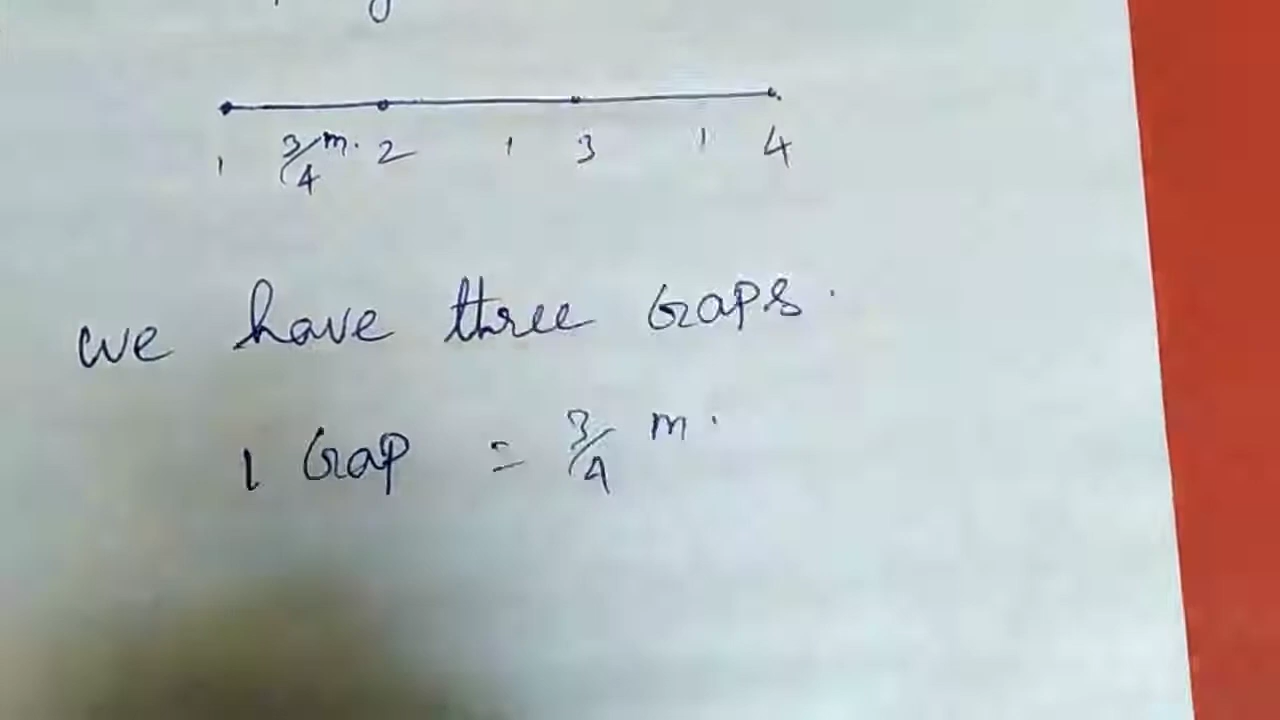 1 3/4 m. 2 1 3 1 4
we have three Gaps.
1 Gap = 3/4 m.